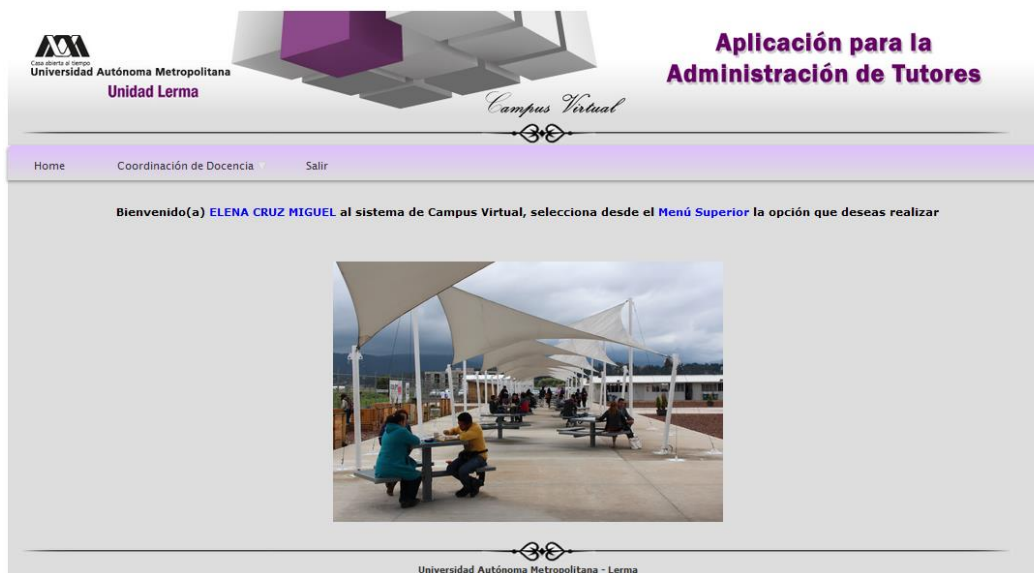 Casa abierta al tiempo
Universidad Autónoma Metropolitana
Unidad Lerma
Campus Virtual
Aplicación para la
Administración de Tutores
Home Coordinación de Docencia Salir
Bienvenido(a) ELENA CRUZ MIGUEL al sistema de Campus Virtual, selecciona desde el Menú Superior la opción que deseas realizar
Universidad Autónoma Metropolitana - Lerma